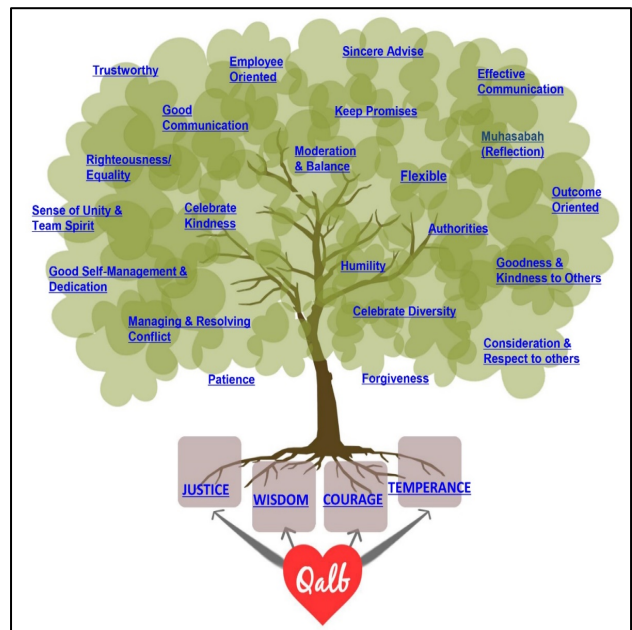 Sincere Advise
Trustworthy
Employee
Oriented
Effective
Communication
Good
Communication
Keep Promises
Muhasabah
(Reflection)
Moderation
& Balance
Righteousness/
Equality
Flexible
Outcome
Oriented
Sense of Unity &
Team Spirit
Celebrate
Kindness
Authorities
Good Self-Management &
Dedication
Humility
Goodness &
Kindness to Others
Managing & Resolving
Conflict
Celebrate Diversity
Consideration &
Respect to others
Patience
Forgiveness
JUSTICE
WISDOM
COURAGE
TEMPERANCE
Qalb